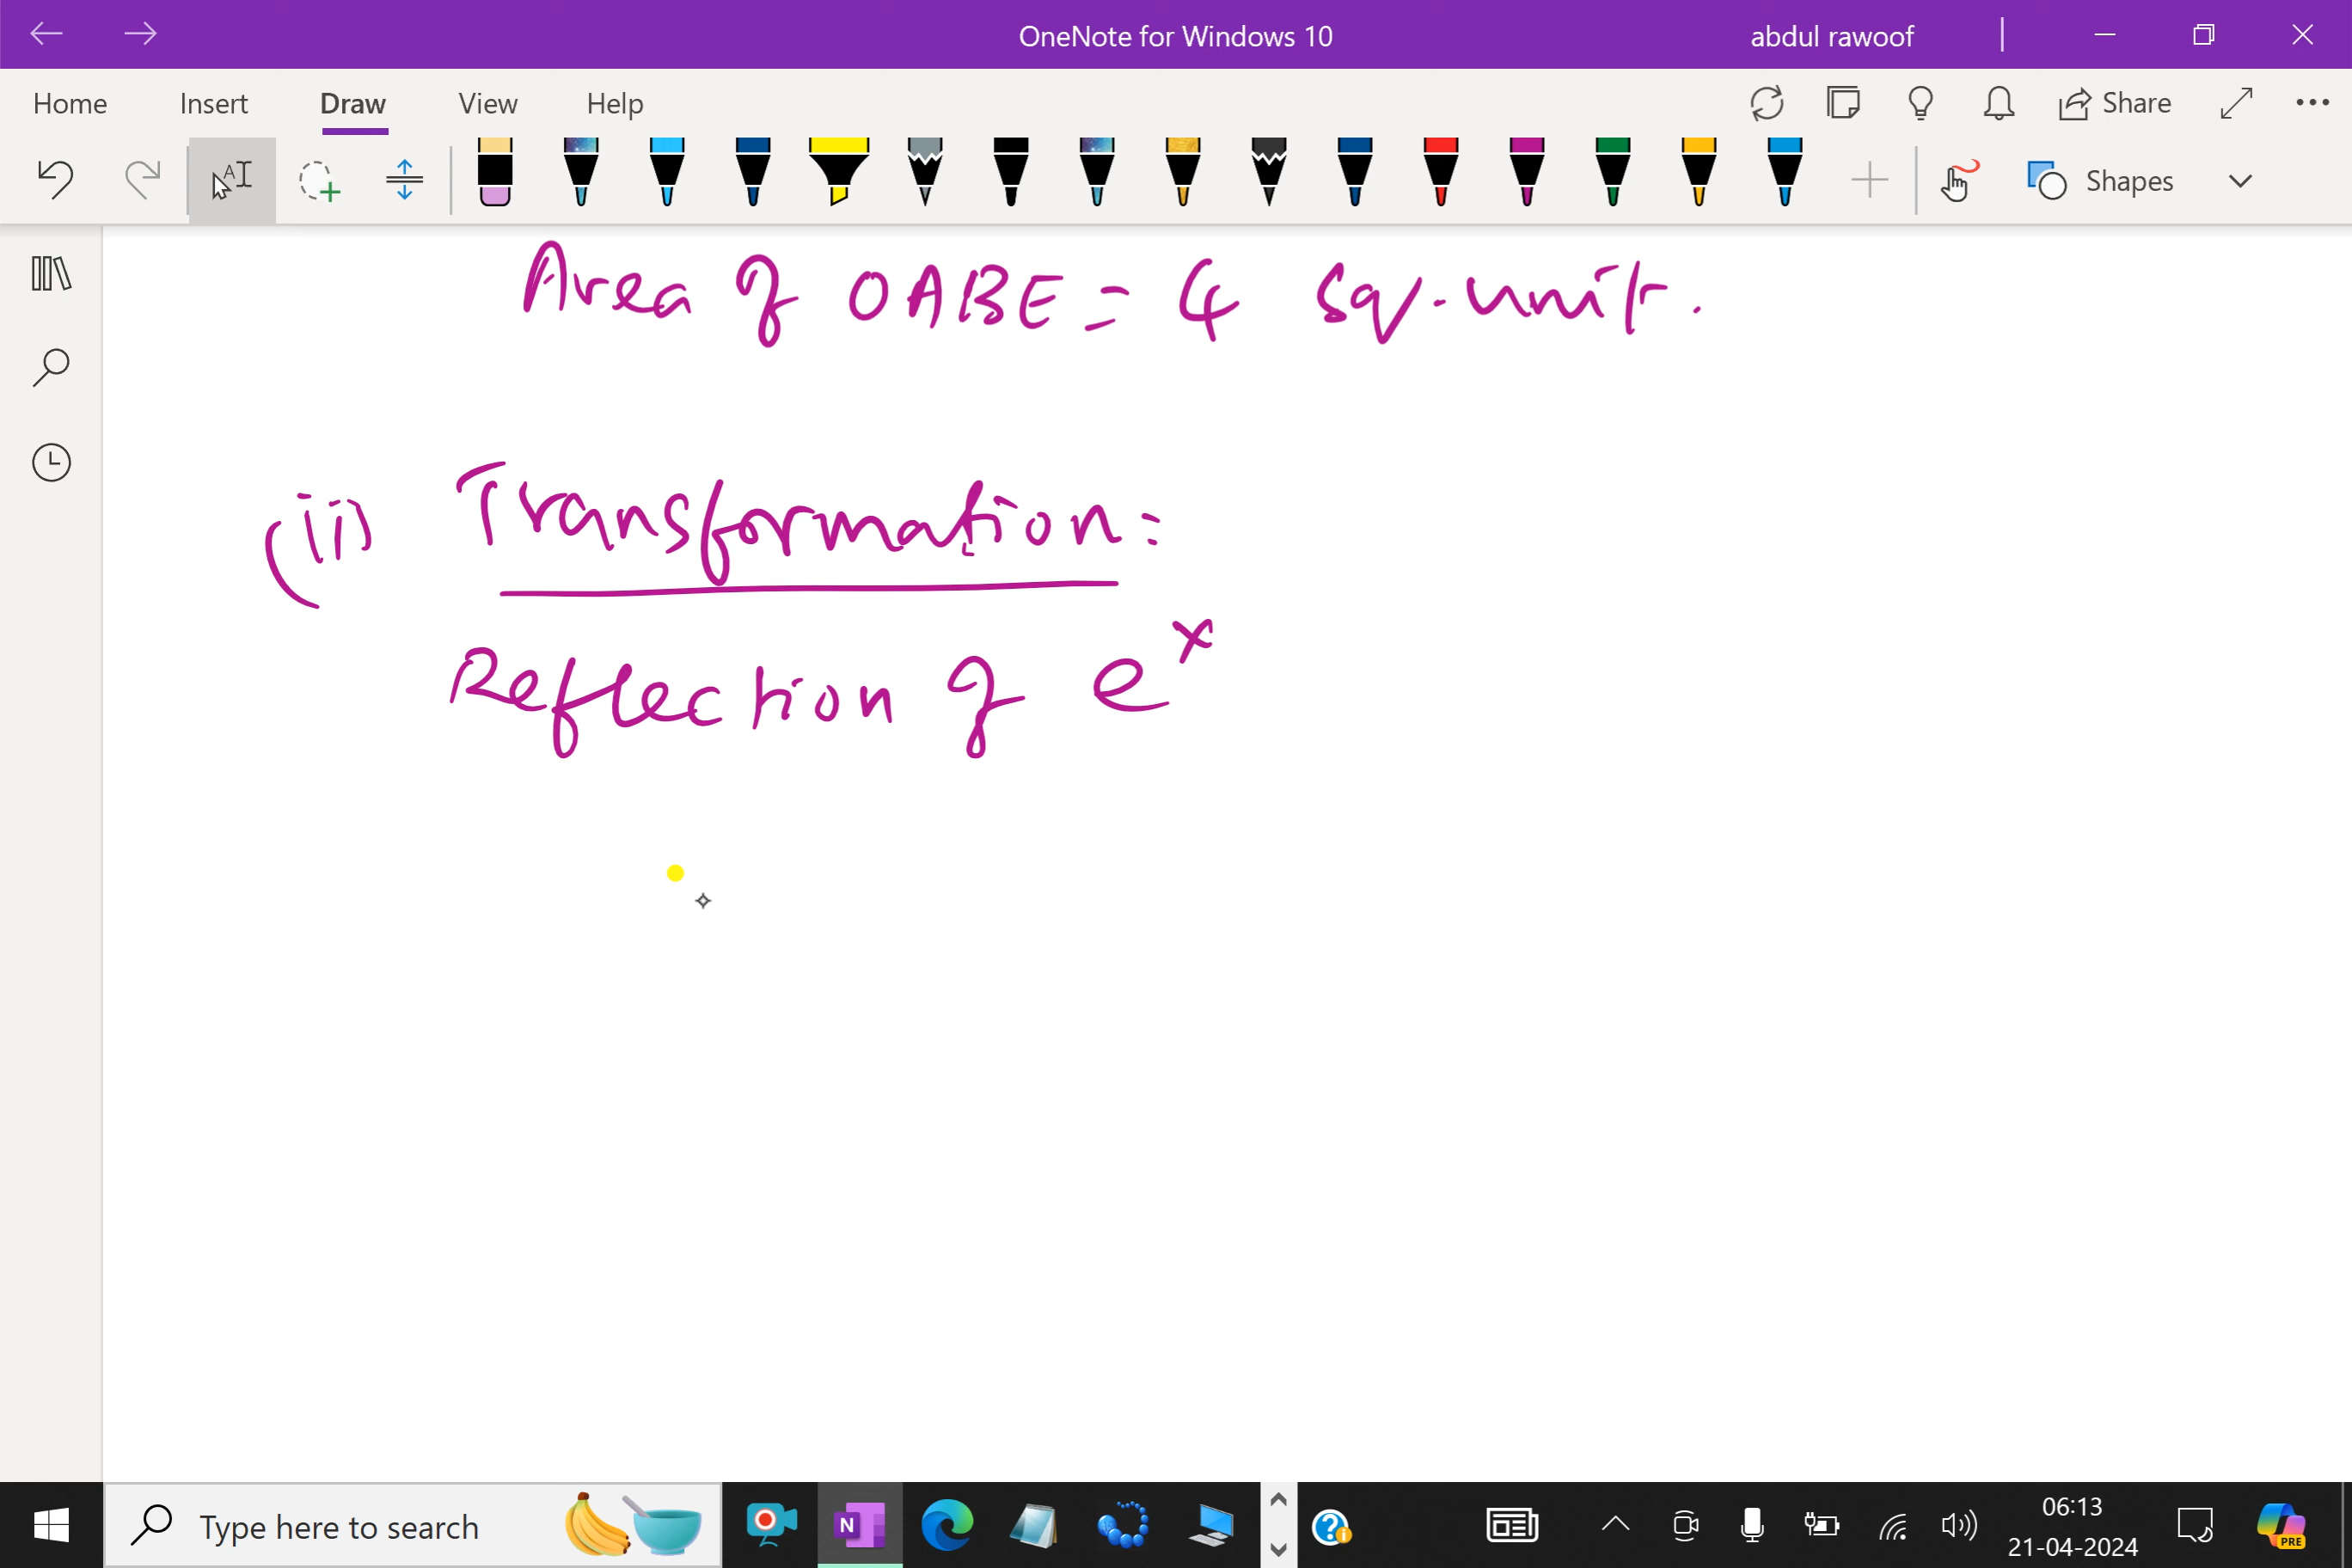 OneNote for Windows 10
abdul rawoof
Home Insert Draw View Help
Share
Shapes
Area of OABE = 4 sq. unit.
(ii) Transformation:
Reflection of e^x
Type here to search
06:13
21-04-2024
PRE